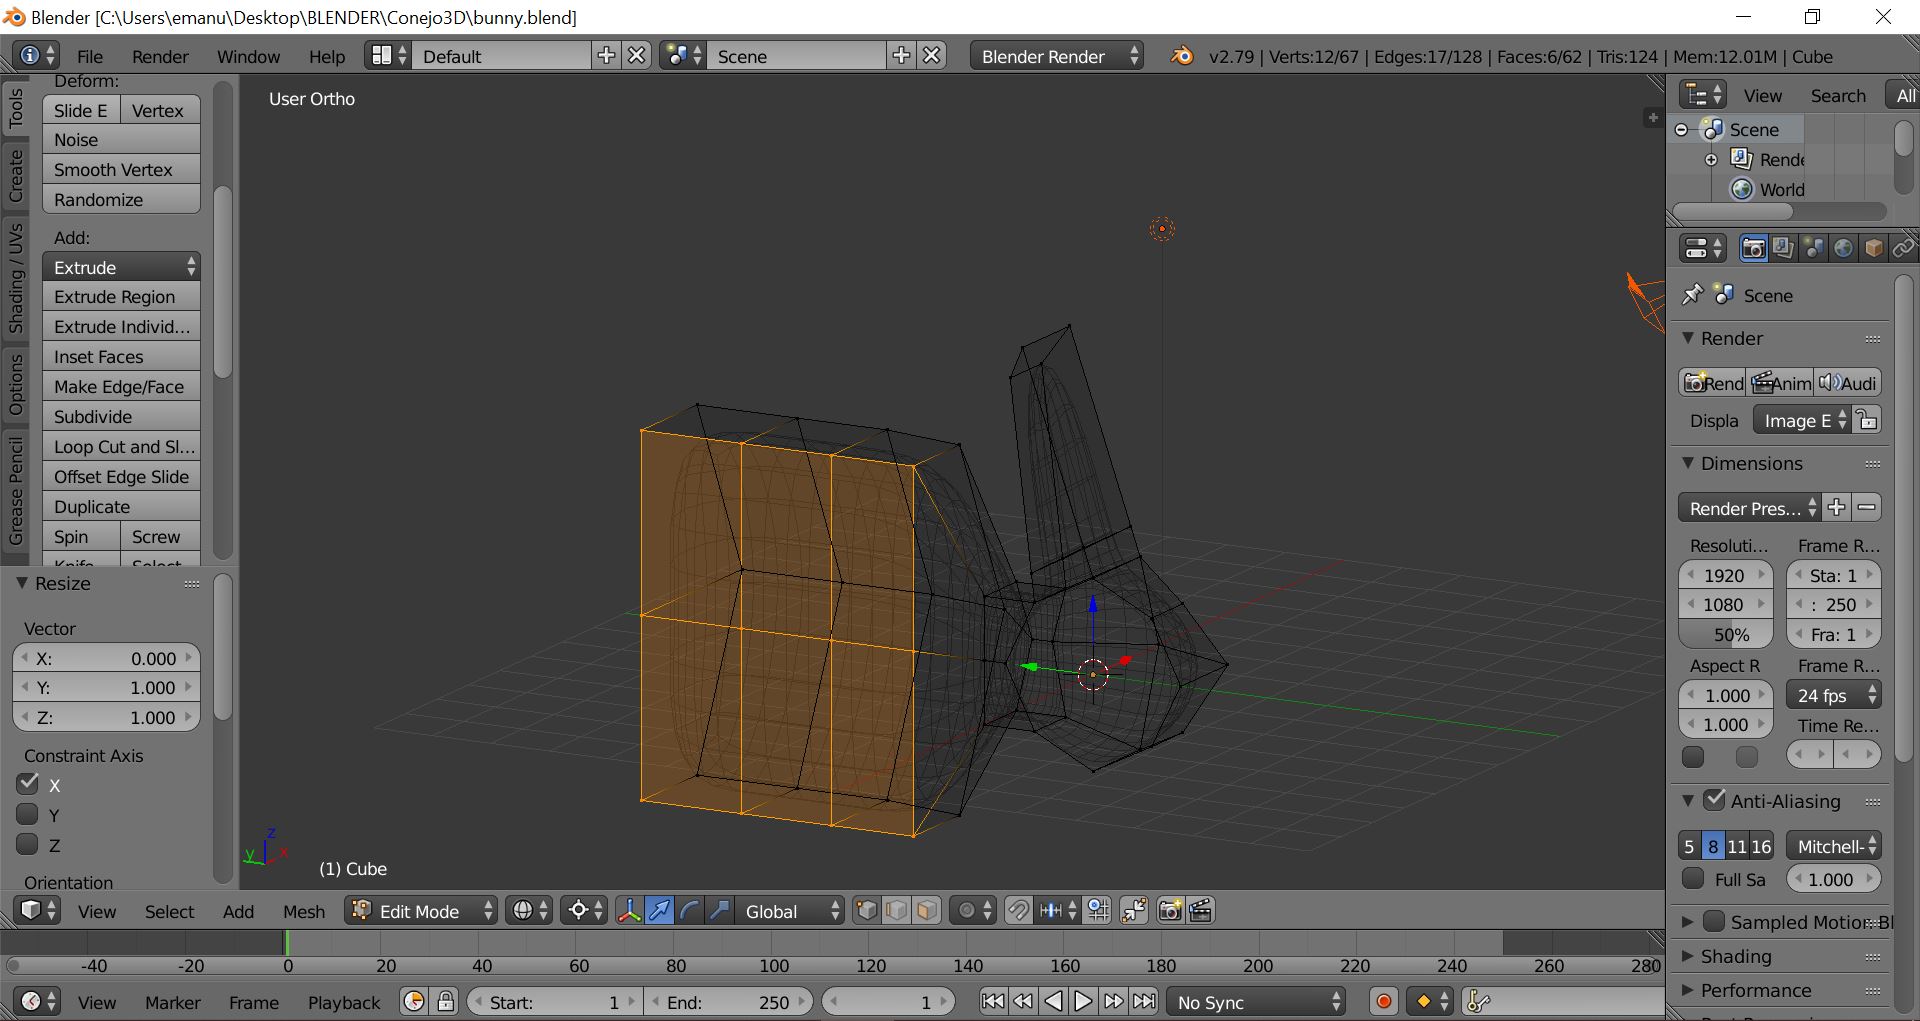 Blender [C:\Users\emanu\Desktop\BLENDER\Conejo3D\bunny.blend]
File Render Window Help Default Scene Blender Render v2.79 | Verts:12/67 | Edges:17/128 | Faces:6/62 | Tris:124 | Mem:12.01M | Cube
Tools
Create
Shading / UVs
Options
Grease Pencil
Deform:
Slide E Vertex
Noise
Smooth Vertex
Randomize
Add:
Extrude
Extrude Region
Extrude Individ...
Inset Faces
Make Edge/Face
Subdivide
Loop Cut and Sl...
Offset Edge Slide
Duplicate
Spin Screw
Resize
Vector
X: 0.000
Y: 1.000
Z: 1.000
Constraint Axis
X
Y
Z
Orientation
User Ortho
z
y x
(1) Cube
View Select Add Mesh Edit Mode Global
-40 -20 0 20 40 60 80 100 120 140 160 180 200 220 240 260 280
View Marker Frame Playback Start: 1 End: 250 1 No Sync
View Search All
Scene
Rende
World
Scene
Render
Rend Anim Audi
Displa Image E
Dimensions
Render Pres...
Resoluti... Frame R...
1920 Sta: 1
1080 : 250
50% Fra: 1
Aspect R Frame R...
1.000 24 fps
1.000 Time Re...
Anti-Aliasing
5 8 11 16 Mitchell-
Full Sa 1.000
Sampled Motion Bl
Shading
Performance